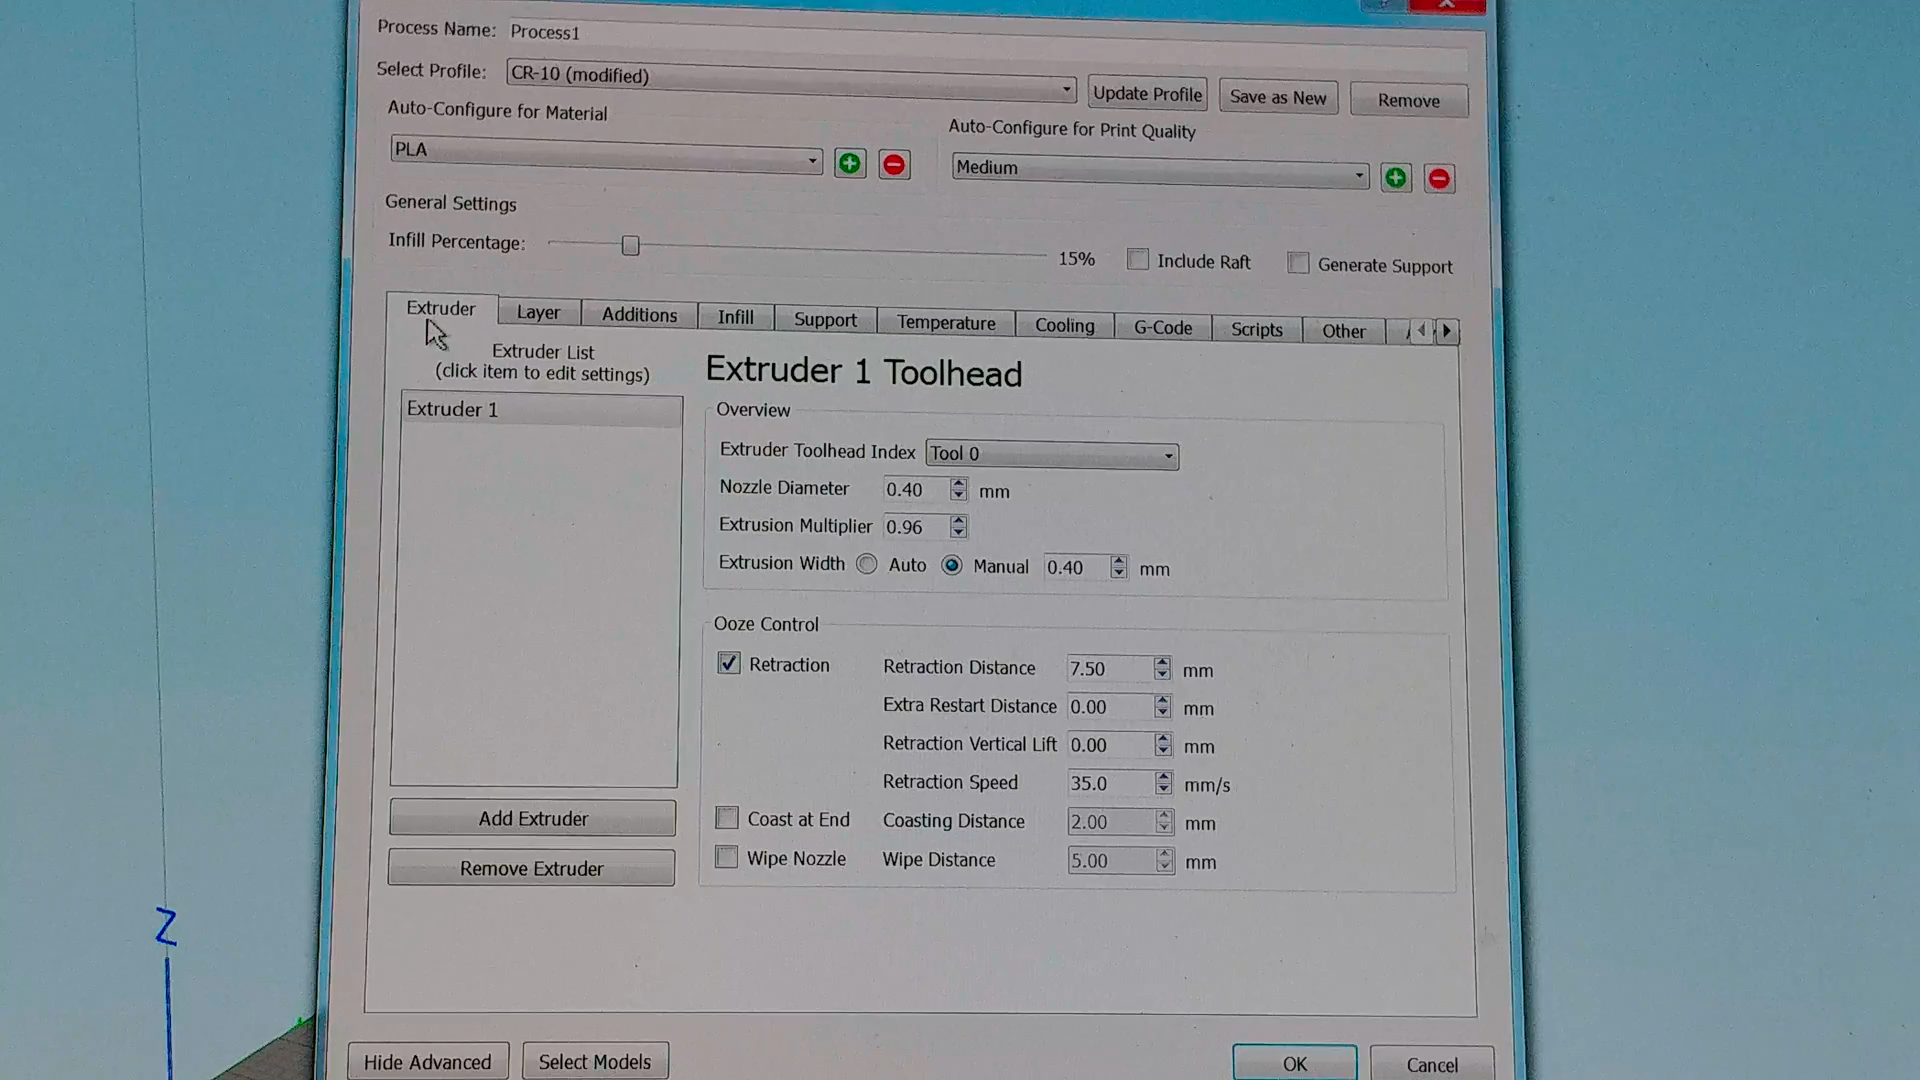 Process Name: Process1
Select Profile: CR-10 (modified) Update Profile Save as New Remove
Auto-Configure for Material
Auto-Configure for Print Quality
PLA
Medium
General Settings
Infill Percentage: 15% Include Raft Generate Support
Extruder Layer Additions Infill Support Temperature Cooling G-Code Scripts Other
Extruder List
(click item to edit settings)
Extruder 1
Add Extruder
Remove Extruder
Extruder 1 Toolhead
Overview
Extruder Toolhead Index Tool 0
Nozzle Diameter 0.40 mm
Extrusion Multiplier 0.96
Extrusion Width Auto Manual 0.40 mm
Ooze Control
Retraction Retraction Distance 7.50 mm
Extra Restart Distance 0.00 mm
Retraction Vertical Lift 0.00 mm
Retraction Speed 35.0 mm/s
Coast at End Coasting Distance 2.00 mm
Wipe Nozzle Wipe Distance 5.00 mm
Z
Hide Advanced Select Models OK Cancel